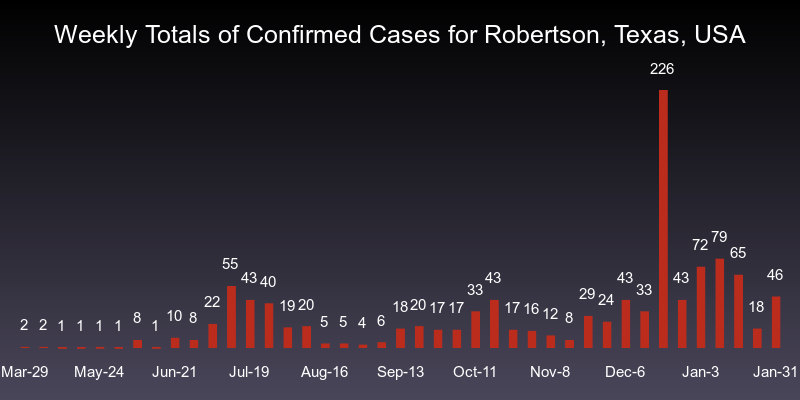 Weekly Totals of Confirmed Cases for Robertson, Texas, USA
226
2 2 1 1 1 1 8 1 10 8 22 55 43 40 19 20 5 5 4 6 18 20 17 17 33 43 17 16 12 8 29 24 43 33 43 72 79 65 18 46
Mar-29 May-24 Jun-21 Jul-19 Aug-16 Sep-13 Oct-11 Nov-8 Dec-6 Jan-3 Jan-31